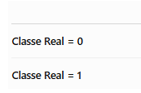 Classe Real = 0
Classe Real = 1